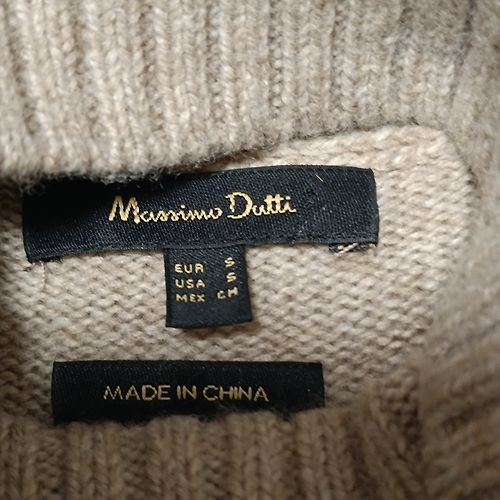 Massimo Dutti
EUR S
USA S
MEX CH
MADE IN CHINA